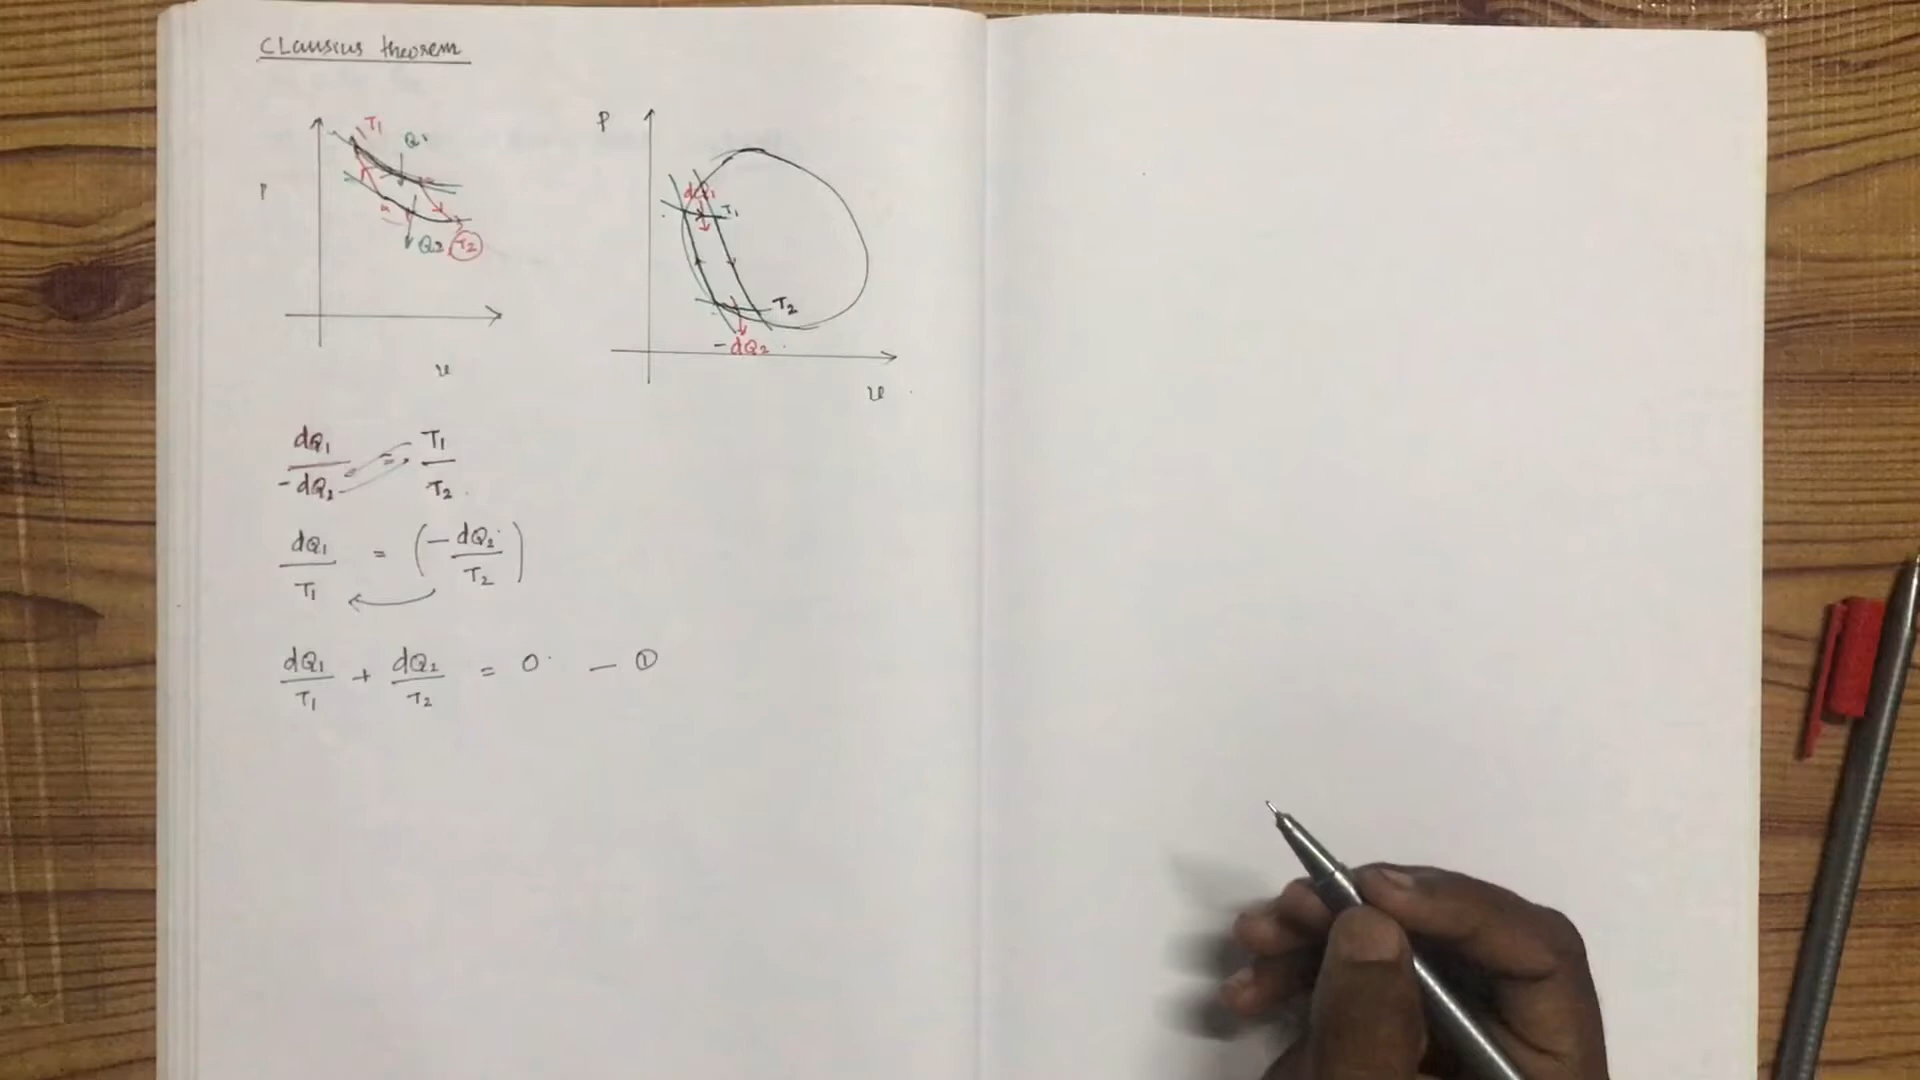 Clausius theorem
T1
Q1
P
Q2
T2
u
P
dQ1
T1
T2
-dQ2
u
dQ1 / -dQ2 = T1 / T2
dQ1 / T1 = (-dQ2 / T2)
dQ1 / T1 + dQ2 / T2 = 0 — ①